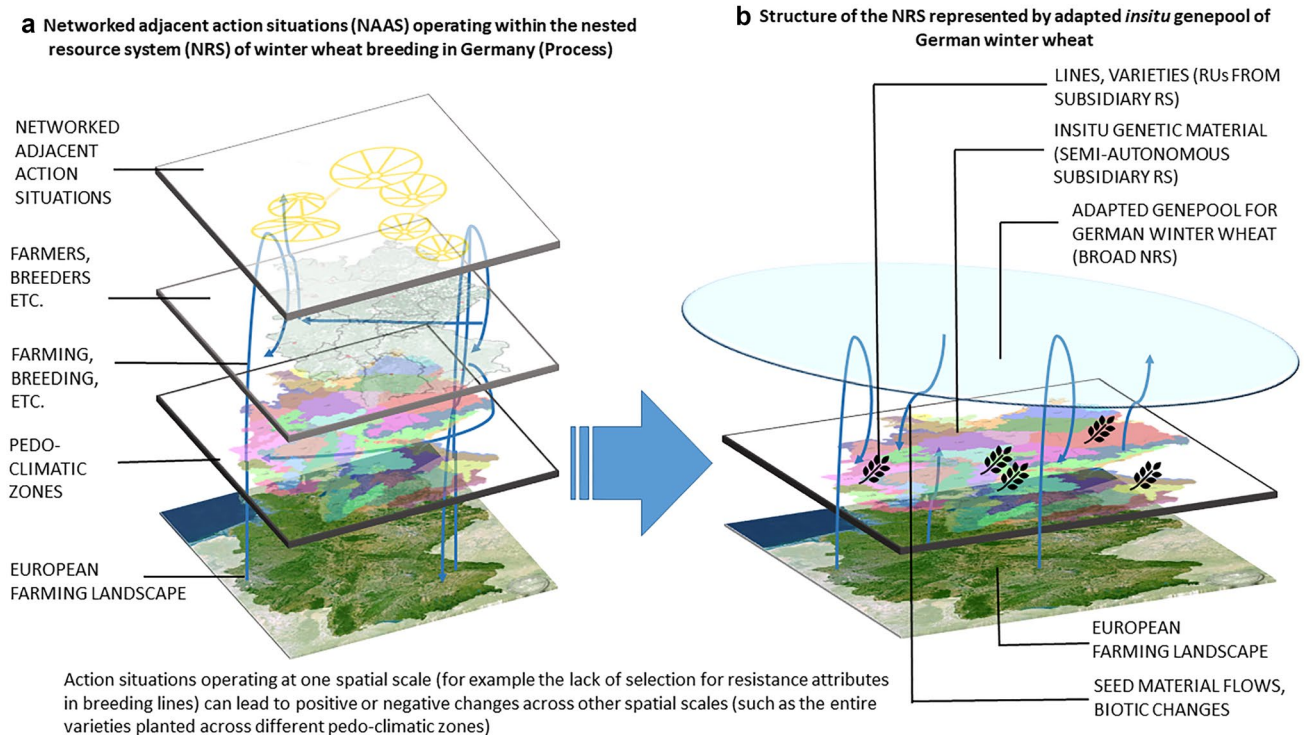 a Networked adjacent action situations (NAAS) operating within the nested
resource system (NRS) of winter wheat breeding in Germany (Process)
NETWORKED
ADJACENT
ACTION
SITUATIONS
FARMERS,
BREEDERS
ETC.
FARMING,
BREEDING,
ETC.
PEDO-
CLIMATIC
ZONES
EUROPEAN
FARMING LANDSCAPE
b Structure of the NRS represented by adapted insitu genepool of
German winter wheat
LINES, VARIETIES (RUs FROM
SUBSIDIARY RS)
INSITU GENETIC MATERIAL
(SEMI-AUTONOMOUS
SUBSIDIARY RS)
ADAPTED GENEPOOL FOR
GERMAN WINTER WHEAT
(BROAD NRS)
EUROPEAN
FARMING LANDSCAPE
SEED MATERIAL FLOWS,
BIOTIC CHANGES
Action situations operating at one spatial scale (for example the lack of selection for resistance attributes
in breeding lines) can lead to positive or negative changes across other spatial scales (such as the entire
varieties planted across different pedo-climatic zones)